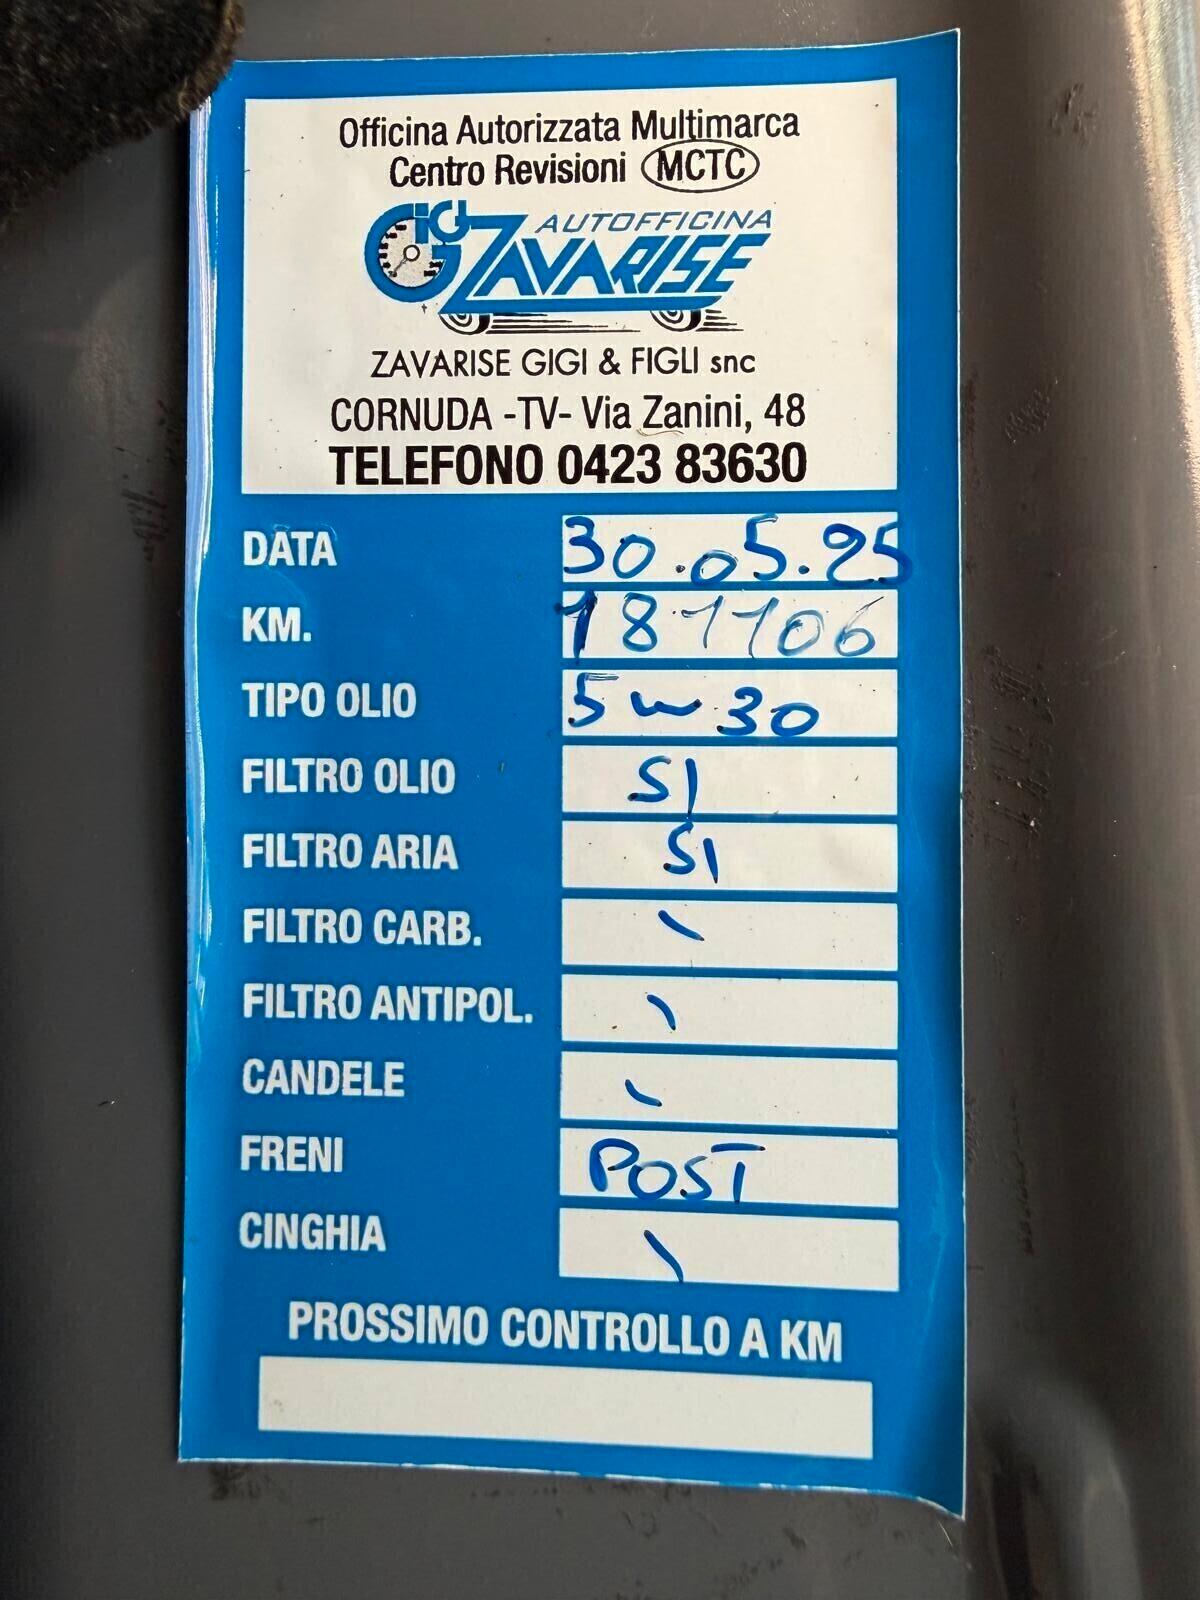 Officina Autorizzata Multimarca
Centro Revisioni MCTC
GiGi AUTOFFICINA
ZAVARISE
ZAVARISE GIGI & FIGLI snc
CORNUDA -TV- Via Zanini, 48
TELEFONO 0423 83630
DATA 30.05.25
KM. 181106
TIPO OLIO 5w30
FILTRO OLIO SI
FILTRO ARIA SI
FILTRO CARB. \
FILTRO ANTIPOL. \
CANDELE \
FRENI POST
CINGHIA \
PROSSIMO CONTROLLO A KM